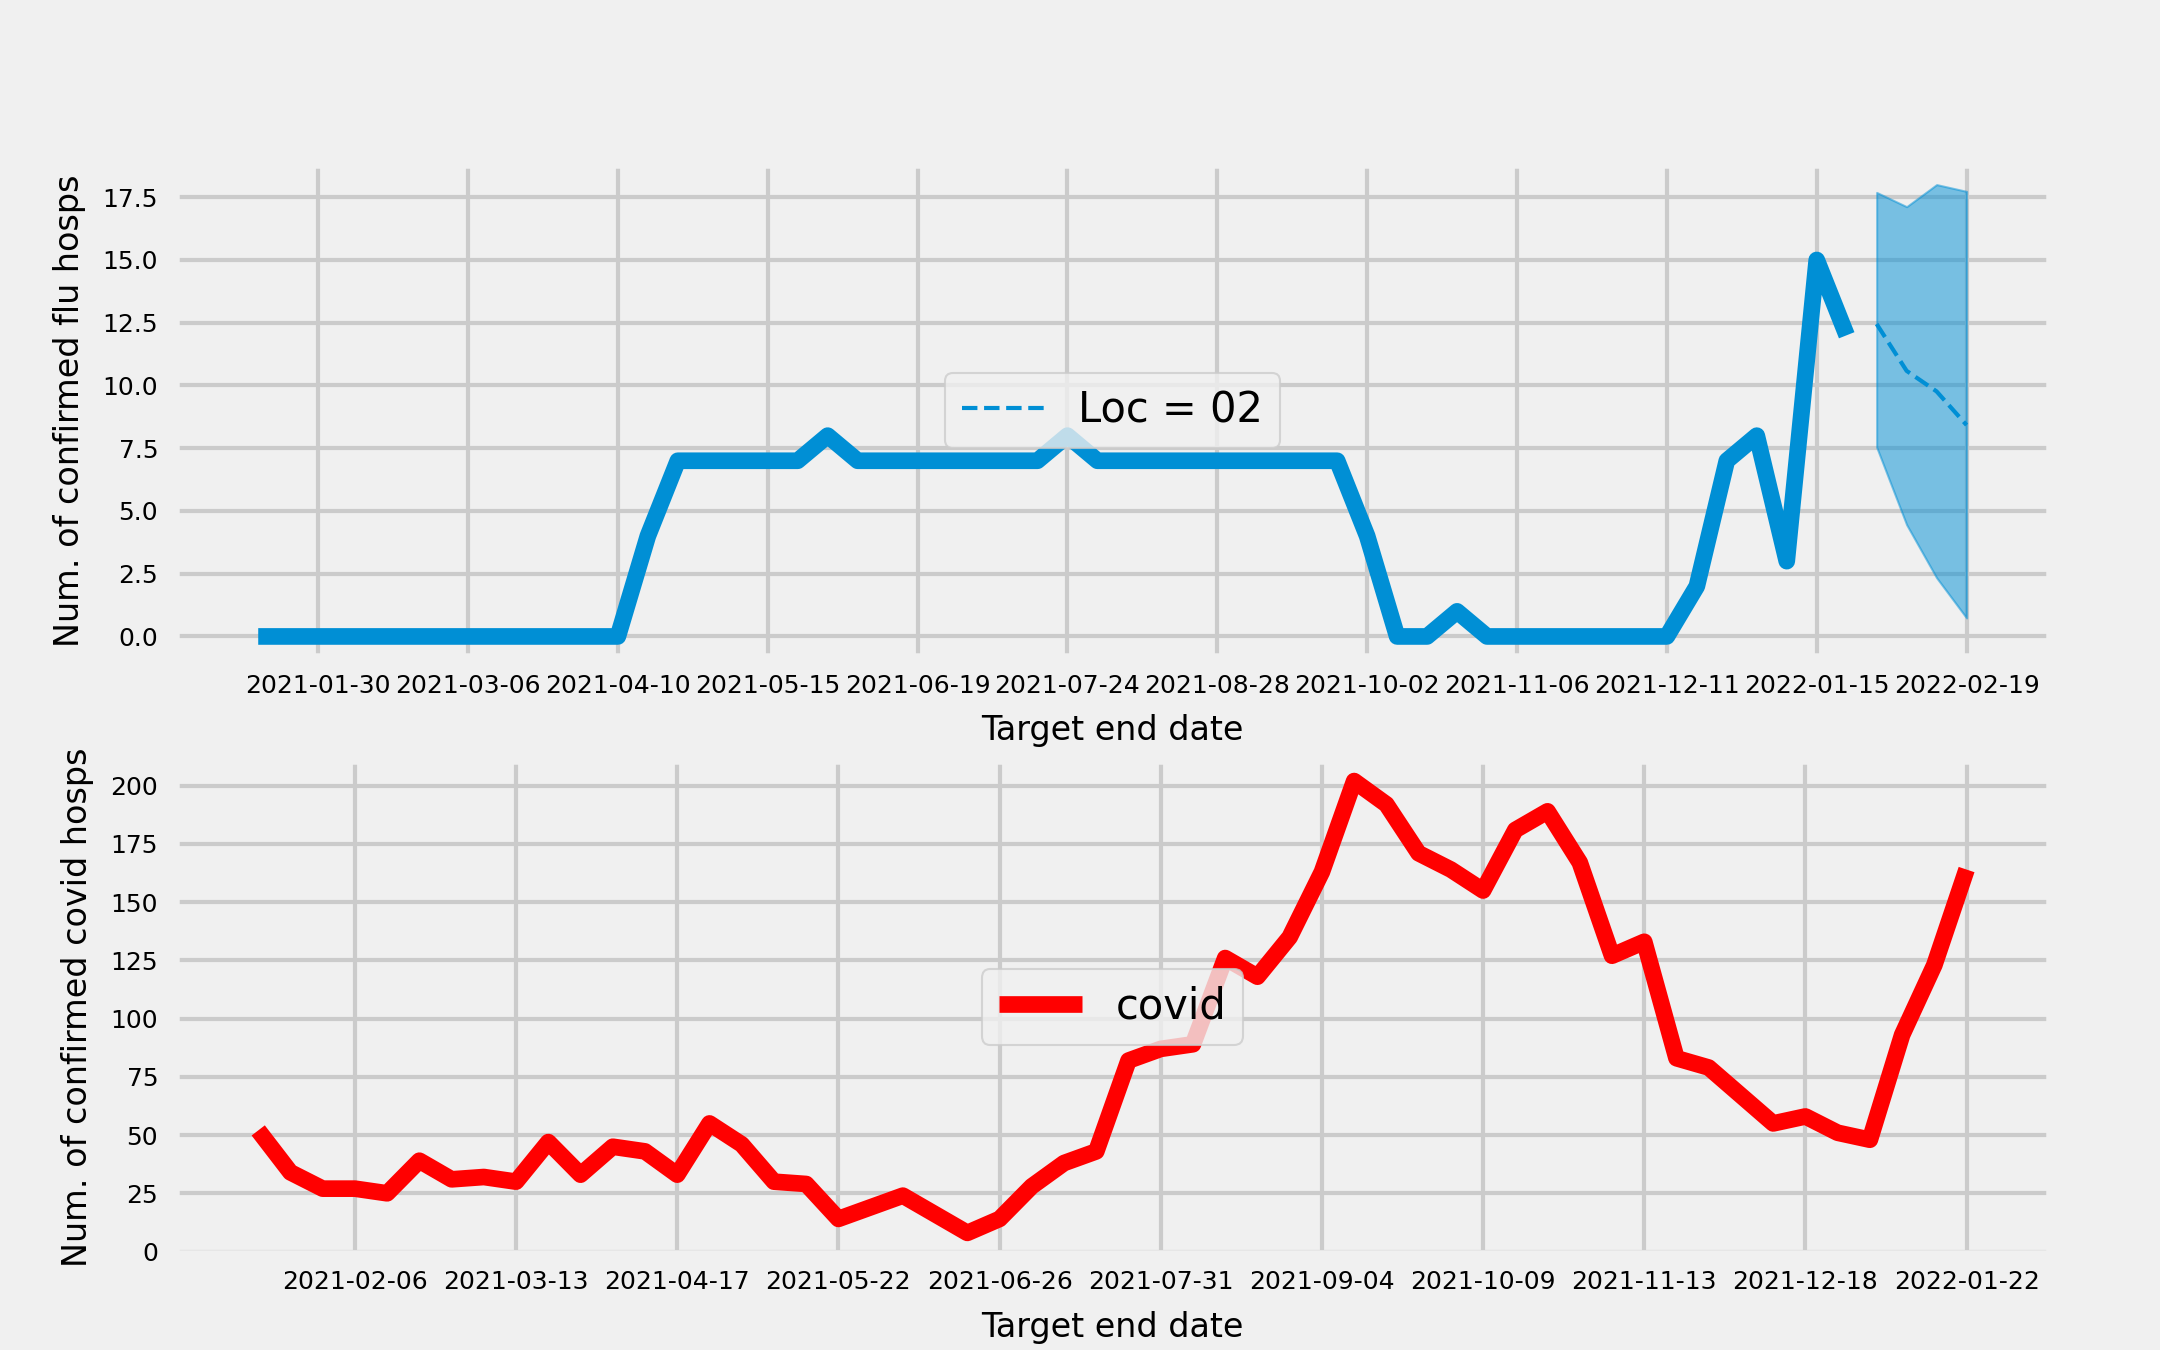 Num. of confirmed flu hosps
17.5
15.0
12.5
10.0
7.5
5.0
2.5
0.0
Loc = 02
2021-01-30 2021-03-06 2021-04-10 2021-05-15 2021-06-19 2021-07-24 2021-08-28 2021-10-02 2021-11-06 2021-12-11 2022-01-15 2022-02-19
Target end date
Num. of confirmed covid hosps
200
175
150
125
100
75
50
25
0
covid
2021-02-06 2021-03-13 2021-04-17 2021-05-22 2021-06-26 2021-07-31 2021-09-04 2021-10-09 2021-11-13 2021-12-18 2022-01-22
Target end date